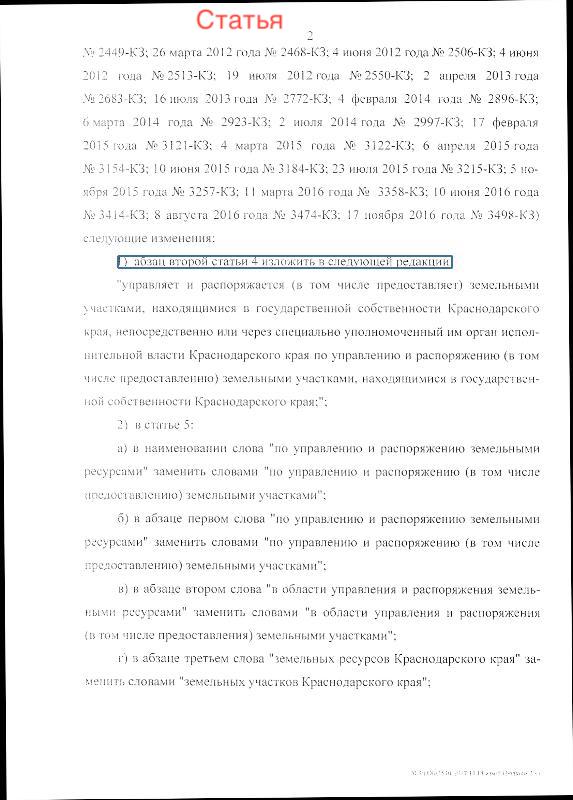 Статья
2
№ 2449-КЗ; 26 марта 2012 года № 2468-КЗ; 4 июня 2012 года № 2506-КЗ; 4 июня
2012 года № 2513-КЗ; 19 июля 2012 года № 2550-КЗ; 2 апреля 2013 года
№ 2683-КЗ; 16 июля 2013 года № 2772-КЗ; 4 февраля 2014 года № 2896-КЗ;
6 марта 2014 года № 2923-КЗ; 2 июля 2014 года № 2997-КЗ; 17 февраля
2015 года № 3121-КЗ; 4 марта 2015 года № 3122-КЗ; 6 апреля 2015 года
№ 3154-КЗ; 10 июня 2015 года № 3184-КЗ; 23 июля 2015 года № 3215-КЗ; 5 но-
ября 2015 года № 3257-КЗ; 11 марта 2016 года № 3358-КЗ; 10 июня 2016 года
№ 3414-КЗ; 8 августа 2016 года № 3474-КЗ; 17 ноября 2016 года № 3498-КЗ)
следующие изменения:
1) абзац второй статьи 4 изложить в следующей редакции:
"управляет и распоряжается (в том числе предоставляет) земельными
участками, находящимися в государственной собственности Краснодарского
края, непосредственно или через специально уполномоченный им орган испол-
нительной власти Краснодарского края по управлению и распоряжению (в том
числе предоставлению) земельными участками, находящимися в государствен-
ной собственности Краснодарского края;";
2) в статье 5:
а) в наименовании слова "по управлению и распоряжению земельными
ресурсами" заменить словами "по управлению и распоряжению (в том числе
предоставлению) земельными участками";
б) в абзаце первом слова "по управлению и распоряжению земельными
ресурсами" заменить словами "по управлению и распоряжению (в том числе
предоставлению) земельными участками";
в) в абзаце втором слова "в области управления и распоряжения земель-
ными ресурсами" заменить словами "в области управления и распоряжения
(в том числе предоставления) земельными участками";
г) в абзаце третьем слова "земельных ресурсов Краснодарского края" за-
менить словами "земельных участков Краснодарского края";